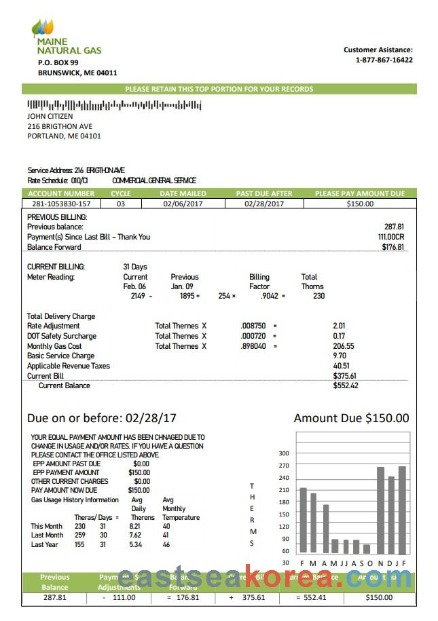 MAINE
NATURAL GAS
P.O. BOX 99
BRUNSWICK, ME 04011
Customer Asistance:
1-877-867-16422
PLEASE RETAIN THIS TOP PORTION FOR YOUR RECORDS
JOHN CITIZEN
216 BRIGTHON AVE
PORTLAND, ME 04101
Service Address: 216 BRIGTHON AVE
Rate Schedule: 010/CI COMMERCIAL GENERAL SERVICE
ACCOUNT NUMBER CYCLE DATE MAILED PAST DUE AFTER PLEASE PAY AMOUNT DUE
281-1053830-157 03 02/06/2017 02/28/2017 $150.00
PREVIOUS BILLING:
Previous balance: 287.81
Payment(s) Since Last Bill – Thank You 111.00CR
Balance Forward $176.81
CURRENT BILLING: 31 Days
Meter Reading: Current Previous Billing Total
Feb. 06 Jan. 09 Factor Thorns
2149 - 1895 = 254 × .9042 = 230
Total Delivery Charge
Rate Adjustment Total Themes X .008750 = 2.01
DOT Safety Surcharge Total Themes X .000720 = 0.17
Monthly Gas Cost Total Themes X .898040 = 206.55
Basic Service Charge 9.70
Applicable Revenue Taxes 40.51
Current Bill $375.61
Current Balance $552.42
Due on or before: 02/28/17 Amount Due $150.00
YOUR EQUAL PAYMENT AMOUNT HAS BEEN CHNAGED DUE TO
CHANGE IN USAGE AND/OR RATES. IF YOU HAVE A QUESTION
PLEASE CONTACT THE OFFICE LISTED ABOVE.
EPP AMOUNT PAST DUE $0.00
EPP PAYMENT AMOUNT $150.00
OTHER CURRENT CHARGES $0.00
PAY AMOUNT NOW DUE $150.00
Gas Usage History Information Avg Avg
Daily Monthly
Theras/ Days = Therens Temperature
This Month 230 31 8.21 40
Last Month 259 30 7.62 41
Last Year 155 31 5.34 46
T
H
E
R
M
S
300
270
240
210
180
150
120
90
60
30
F M A M J J A S O N D J F
eastseakorea.com
Previous Balance
287.81 - 111.00 = 176.81 + 375.61 = 552.41 $150.00